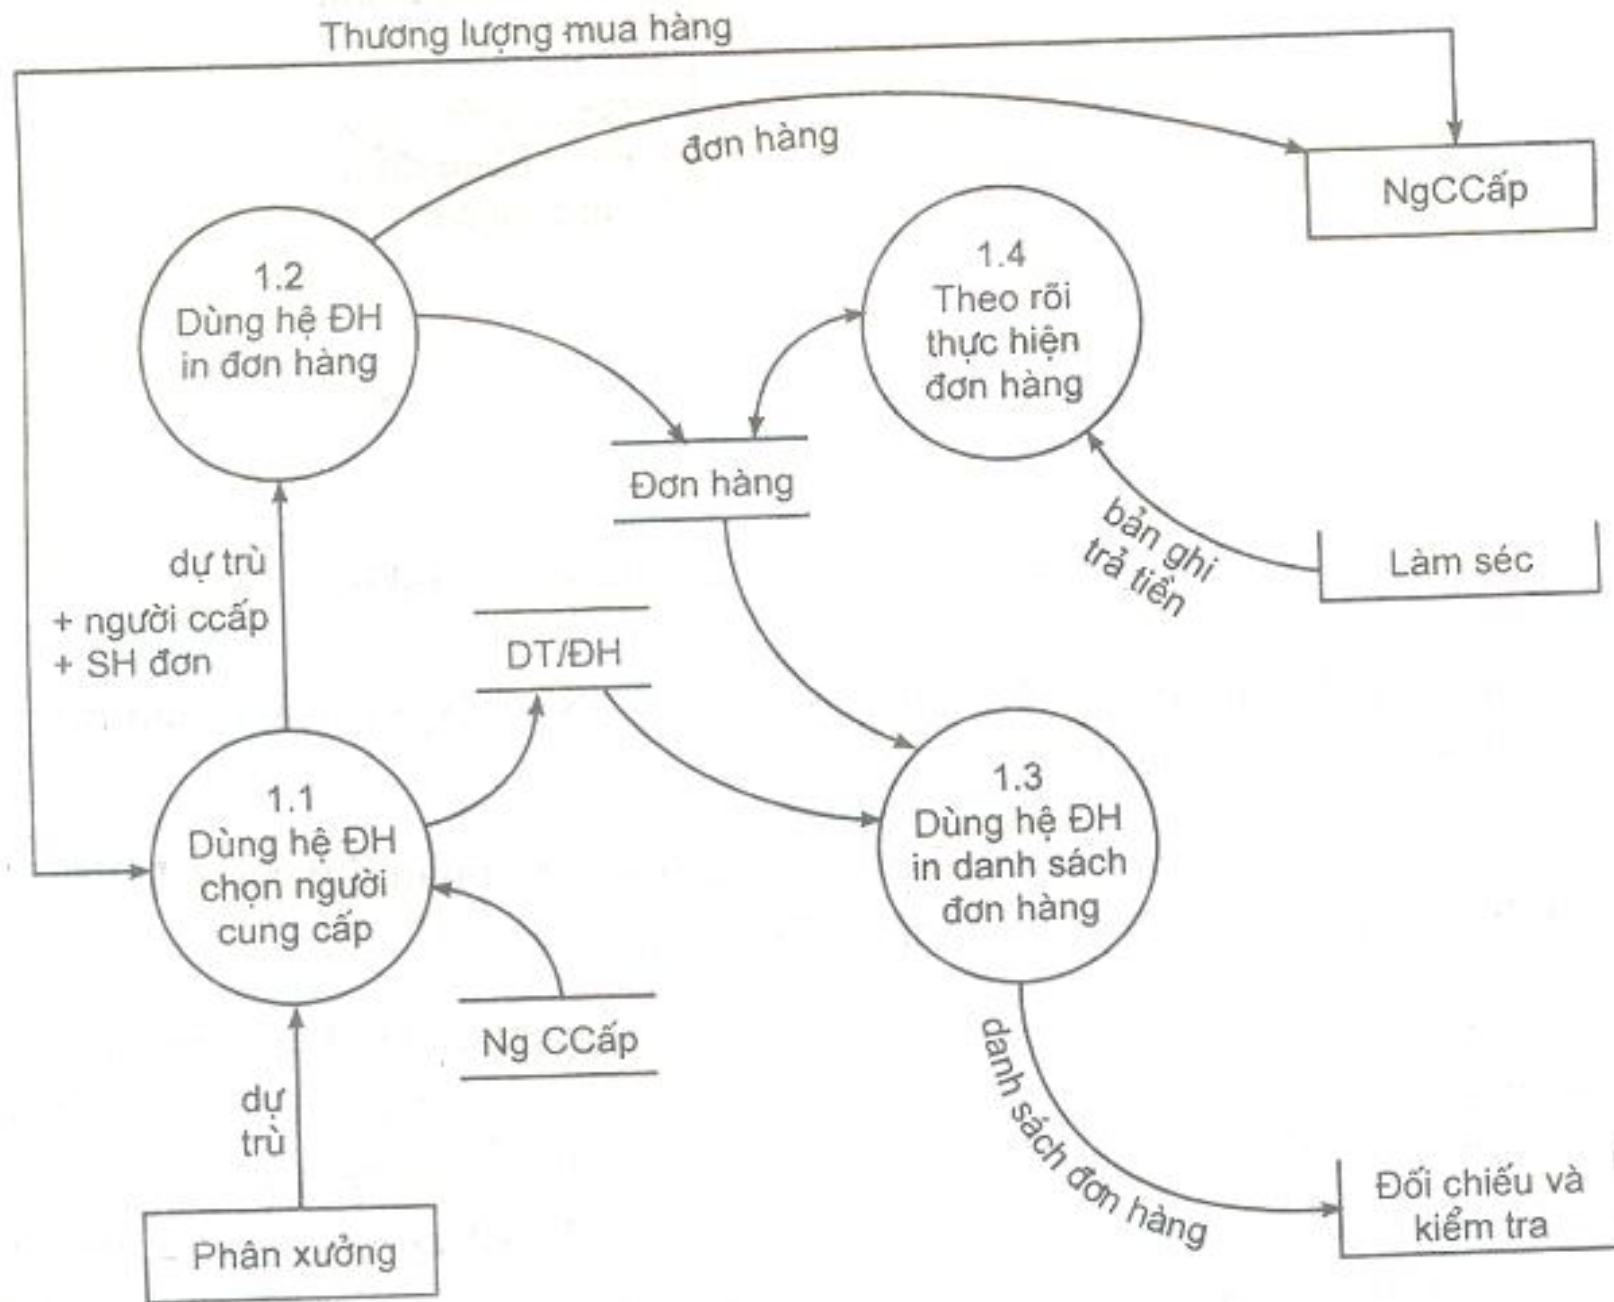 Thương lượng mua hàng
đơn hàng
NgCCấp
1.2
Dùng hệ ĐH
in đơn hàng
1.4
Theo rõi
thực hiện
đơn hàng
Đơn hàng
bản ghi
trả tiền
Làm séc
dự trù
+ người ccấp
+ SH đơn
DT/ĐH
1.1
Dùng hệ ĐH
chọn người
cung cấp
1.3
Dùng hệ ĐH
in danh sách
đơn hàng
Ng CCấp
dự
trù
danh sách đơn hàng
Phân xưởng
Đối chiếu và
kiểm tra